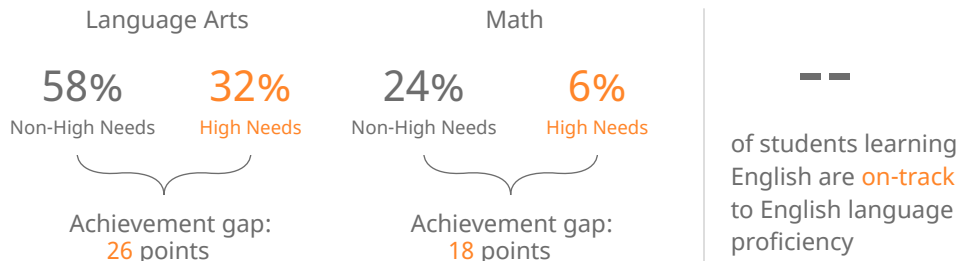 Language Arts
58%
Non-High Needs
32%
High Needs
Achievement gap:
26 points
Math
24%
Non-High Needs
6%
High Needs
Achievement gap:
18 points
--
of students learning
English are on-track
to English language
proficiency